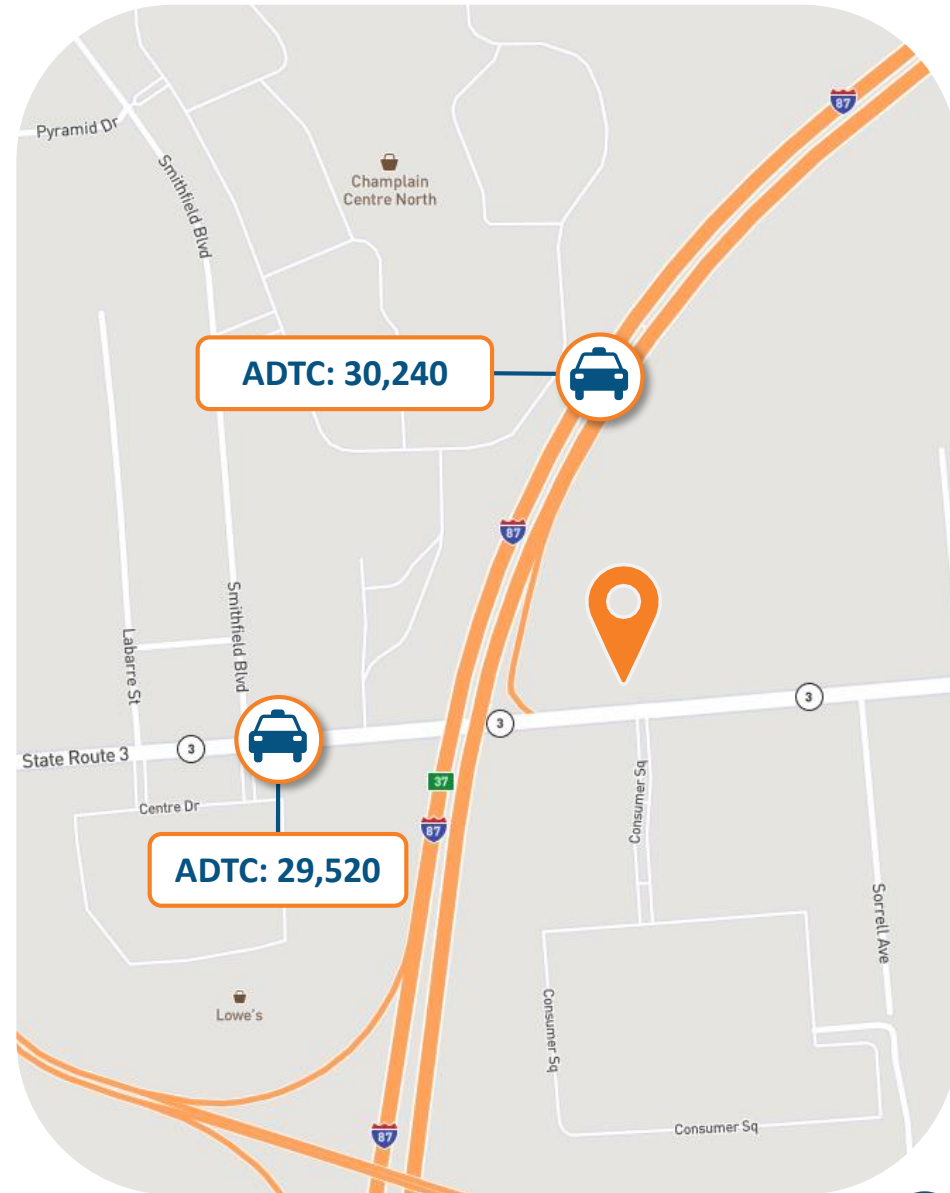 87
Pyramid Dr
Smithfield Blvd
Champlain
Centre North
ADTC: 30,240
87
Smithfield Blvd
Labarre St
3
3
3
State Route 3
37
Consumer Sq
Centre Dr
87
ADTC: 29,520
Sorrell Ave
Lowe's
Consumer Sq
Consumer Sq
87